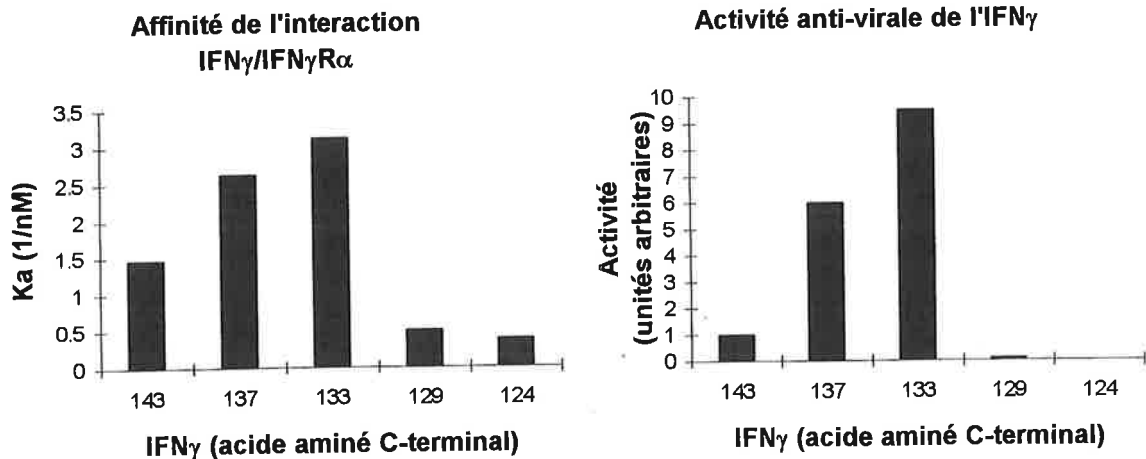 Affinité de l'interaction
IFNγ/IFNγRα
3.5
3
2.5
2
1.5
1
0.5
0
Ka (1/nM)
143 137 133 129 124
IFNγ (acide aminé C-terminal)
Activité anti-virale de l'IFNγ
10
9
8
7
6
5
4
3
2
1
0
Activité
(unités arbitraires)
143 137 133 129 124
IFNγ (acide aminé C-terminal)